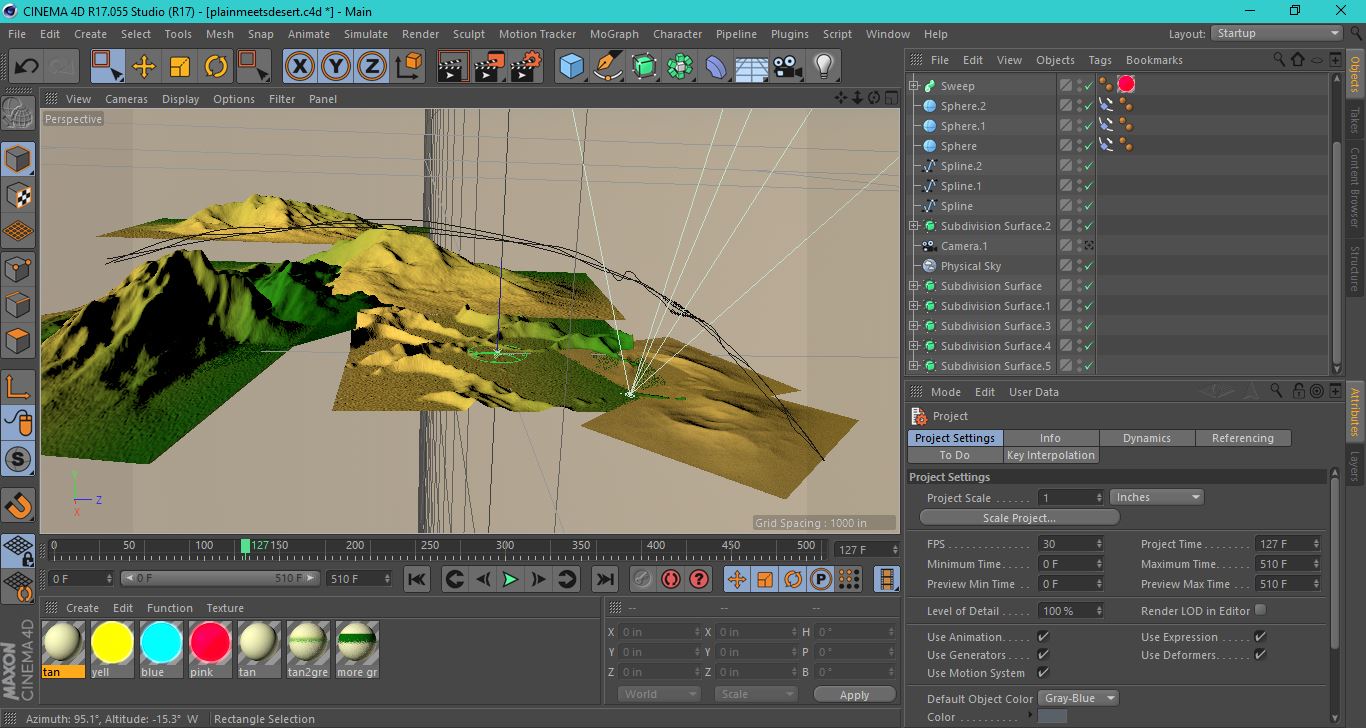 CINEMA 4D R17.055 Studio (R17) - [plainmeetsdesert.c4d *] - Main
File Edit Create Select Tools Mesh Snap Animate Simulate Render Sculpt Motion Tracker MoGraph Character Pipeline Plugins Script Window Help Layout: Startup
X Y Z
File Edit View Objects Tags Bookmarks
View Cameras Display Options Filter Panel
Perspective
Sweep
Sphere.2
Sphere.1
Sphere
Spline.2
Spline.1
Spline
Subdivision Surface.2
Camera.1
Physical Sky
Subdivision Surface
Subdivision Surface.1
Subdivision Surface.3
Subdivision Surface.4
Subdivision Surface.5
Objects
Takes
Content Browser
Structure
Y
Z
X
Grid Spacing : 1000 in
Mode Edit User Data
Project
Project Settings Info Dynamics Referencing
To Do Key Interpolation
Project Settings
Project Scale ...... 1 Inches
Scale Project...
FPS 30 Project Time 127 F
Minimum Time 0 F Maximum Time 510 F
Preview Min Time 0 F Preview Max Time 510 F
Level of Detail 100 % Render LOD in Editor
Use Animation Use Expression
Use Generators Use Deformers
Use Motion System
Default Object Color Gray-Blue
Color
Attributes
Layers
0 50 100 127 150 200 250 300 350 400 450 500 127 F
0 F 0 F 510 F 510 F
Create Edit Function Texture
tan yell blue pink tan tan2gre more gr
-- -- --
X 0 in X 0 in H 0 °
Y 0 in Y 0 in P 0 °
Z 0 in Z 0 in B 0 °
World Scale Apply
MAXON
CINEMA 4D
Azimuth: 95.1°, Altitude: -15.3° W Rectangle Selection